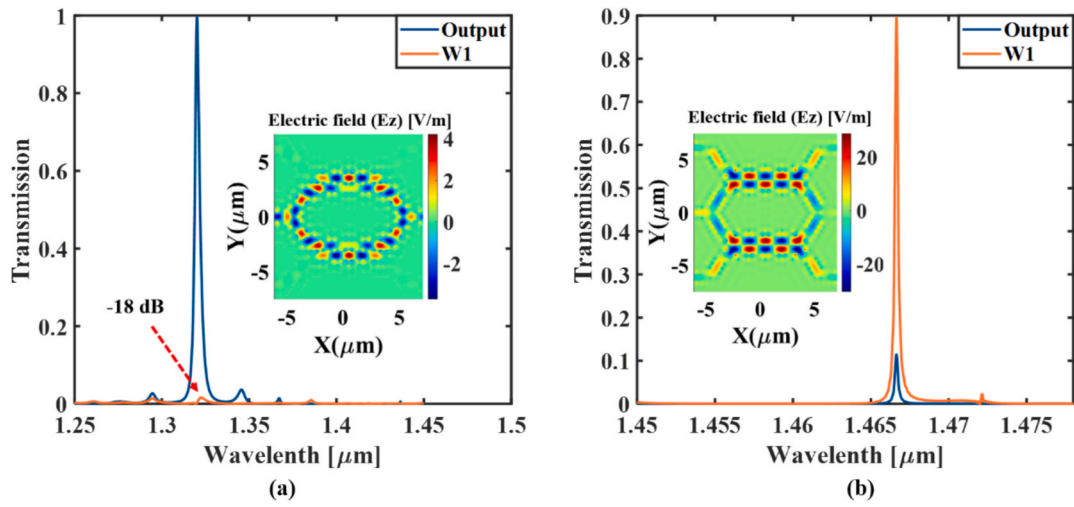 1
0.8
0.6
0.4
0.2
0
Transmission
Output
W1
Electric field (Ez) [V/m]
4
2
0
-2
5
0
-5
Y(μm)
-5 0 5
X(μm)
-18 dB
1.25 1.3 1.35 1.4 1.45 1.5
Wavelenth [μm]
(a)
0.9
0.8
0.7
0.6
0.5
0.4
0.3
0.2
0.1
0
Transmission
Output
W1
Electric field (Ez) [V/m]
20
0
-20
5
0
-5
Y(μm)
-5 0 5
X(μm)
1.45 1.455 1.46 1.465 1.47 1.475
Wavelenth [μm]
(b)